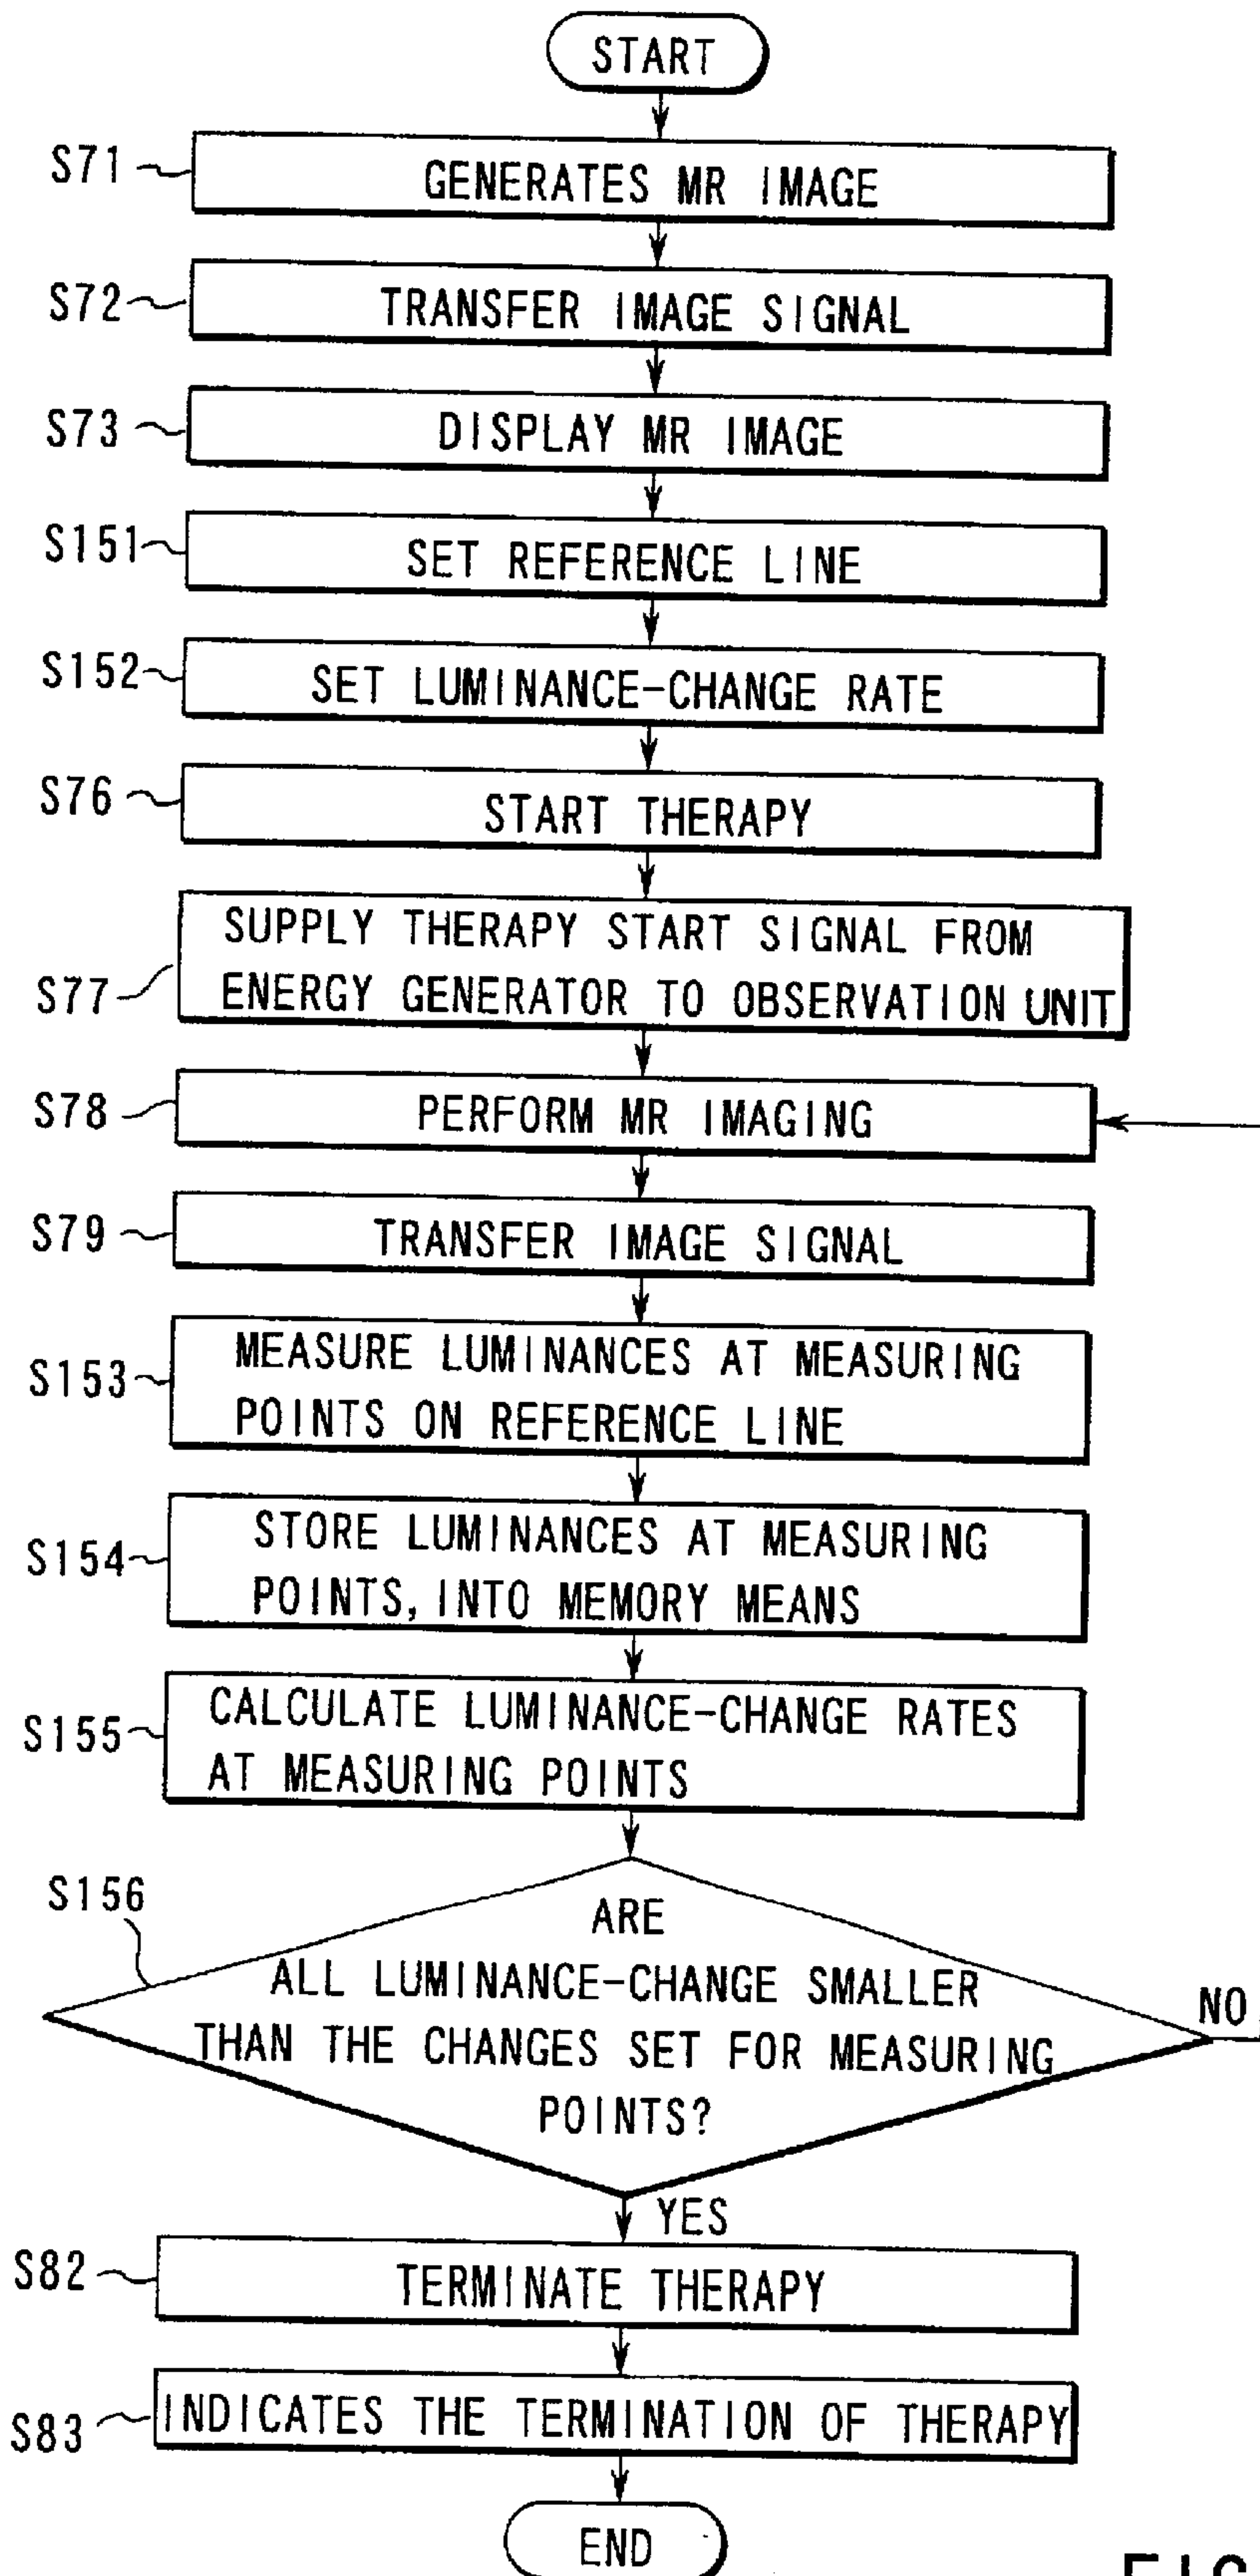 START
S71
GENERATES MR IMAGE
S72
TRANSFER IMAGE SIGNAL
S73
DISPLAY MR IMAGE
S151
SET REFERENCE LINE
S152
SET LUMINANCE-CHANGE RATE
S76
START THERAPY
S77
SUPPLY THERAPY START SIGNAL FROM
ENERGY GENERATOR TO OBSERVATION UNIT
S78
PERFORM MR IMAGING
S79
TRANSFER IMAGE SIGNAL
S153
MEASURE LUMINANCES AT MEASURING
POINTS ON REFERENCE LINE
S154
STORE LUMINANCES AT MEASURING
POINTS, INTO MEMORY MEANS
S155
CALCULATE LUMINANCE-CHANGE RATES
AT MEASURING POINTS
S156
ARE
ALL LUMINANCE-CHANGE SMALLER
THAN THE CHANGES SET FOR MEASURING
POINTS?
NO
YES
S82
TERMINATE THERAPY
S83
INDICATES THE TERMINATION OF THERAPY
END